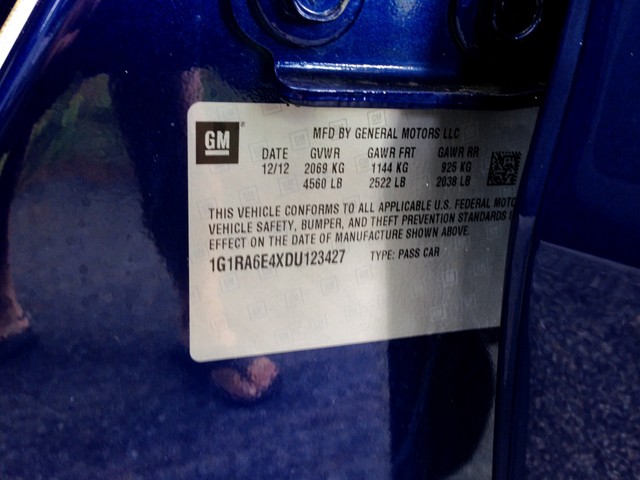 GM
MFD BY GENERAL MOTORS LLC
DATE GVWR GAWR FRT GAWR RR
12/12 2069 KG 1144 KG 925 KG
4560 LB 2522 LB 2038 LB
THIS VEHICLE CONFORMS TO ALL APPLICABLE U.S. FEDERAL MOTO
VEHICLE SAFETY, BUMPER, AND THEFT PREVENTION STANDARDS I
EFFECT ON THE DATE OF MANUFACTURE SHOWN ABOVE.
1G1RA6E4XDU123427 TYPE: PASS CAR